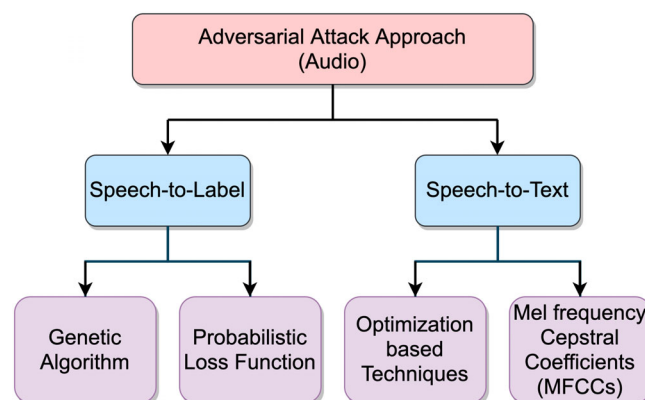 Adversarial Attack Approach
(Audio)
Speech-to-Label
Speech-to-Text
Genetic
Algorithm
Probabilistic
Loss Function
Optimization
based
Techniques
Mel frequency
Cepstral
Coefficients
(MFCCs)